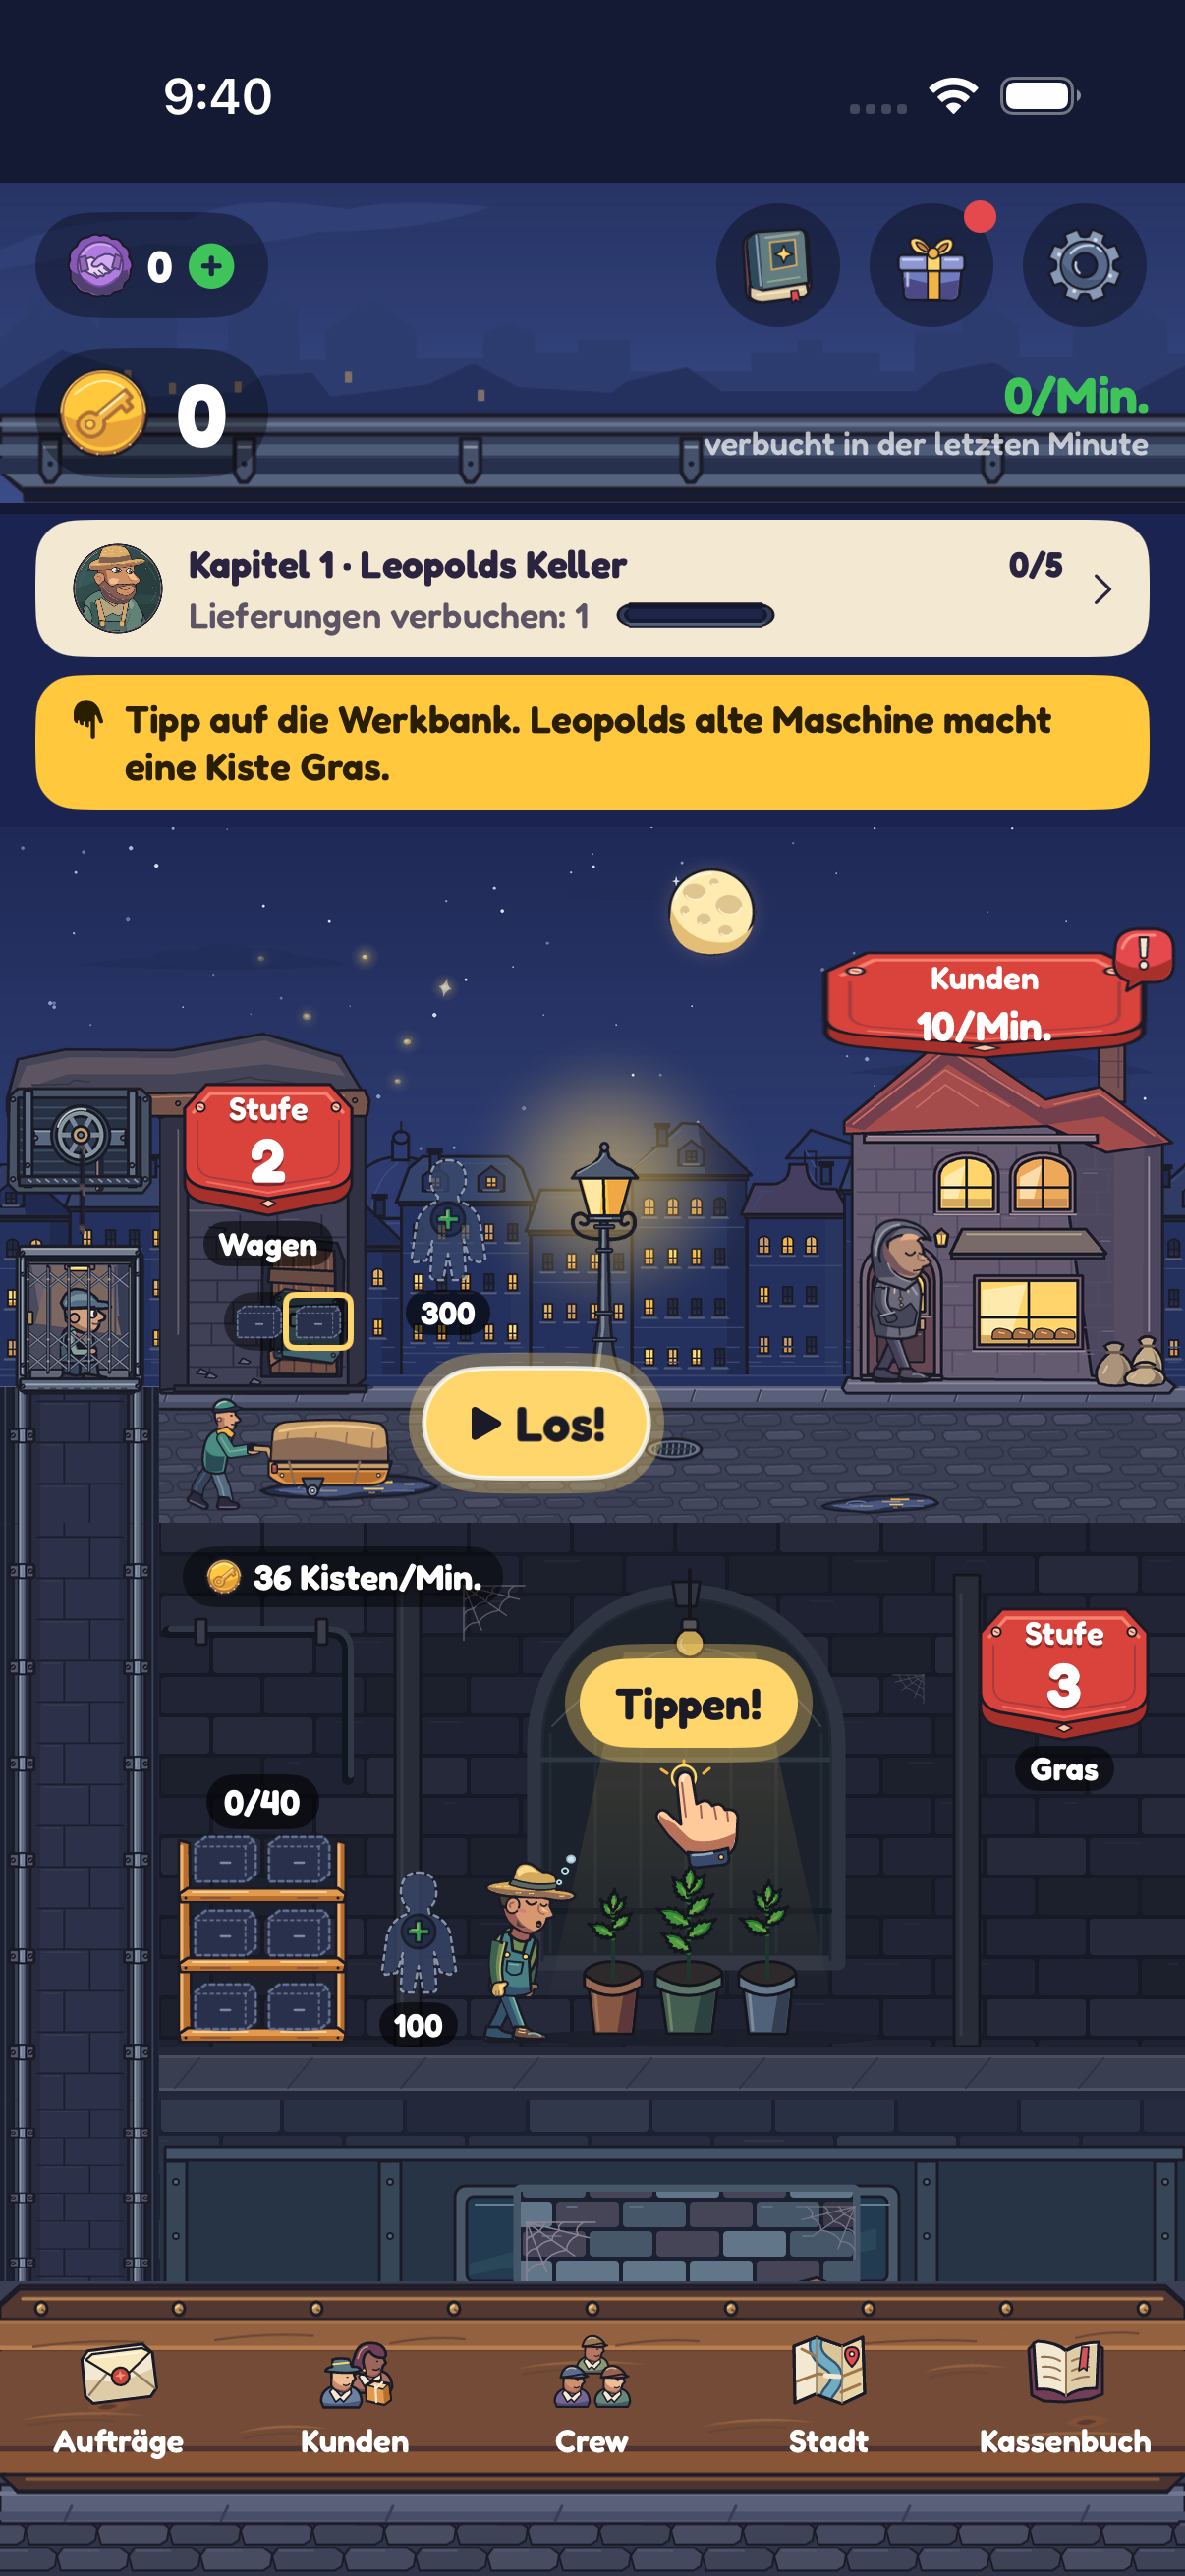 9:40
0
0
0/Min.
verbucht in der letzten Minute
Kapitel 1 · Leopolds Keller
0/5
Lieferungen verbuchen: 1
Tipp auf die Werkbank. Leopolds alte Maschine macht
eine Kiste Gras.
Kunden
10/Min.
!
Stufe
2
Wagen
300
Los!
36 Kisten/Min.
Tippen!
Stufe
3
Gras
0/40
100
Aufträge
Kunden
Crew
Stadt
Kassenbuch